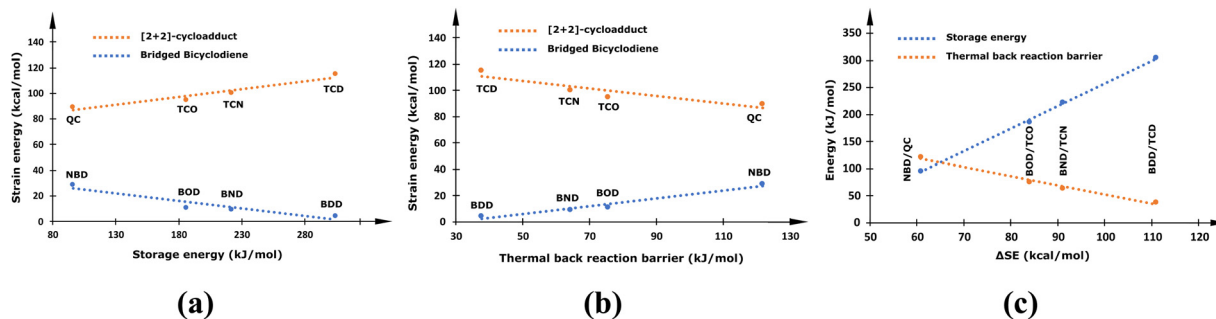 [2+2]-cycloadduct
Bridged Bicyclodiene
Strain energy (kcal/mol)
140
120
100
80
60
40
20
0
QC
TCO
TCN
TCD
NBD
BOD
BND
BDD
80
130
180
230
280
Storage energy (kJ/mol)
(a)
[2+2]-cycloadduct
Bridged Bicyclodiene
Strain energy (kcal/mol)
140
120
100
80
60
40
20
0
TCD
TCN
TCO
QC
BDD
BND
BOD
NBD
30
50
70
90
110
130
Thermal back reaction barrier (kJ/mol)
(b)
Storage energy
Thermal back reaction barrier
Energy (kJ/mol)
350
300
250
200
150
100
50
0
NBD/QC
BOD/TCO
BND/TCN
BDD/TCD
50
60
70
80
90
100
110
120
ΔSE (kcal/mol)
(c)